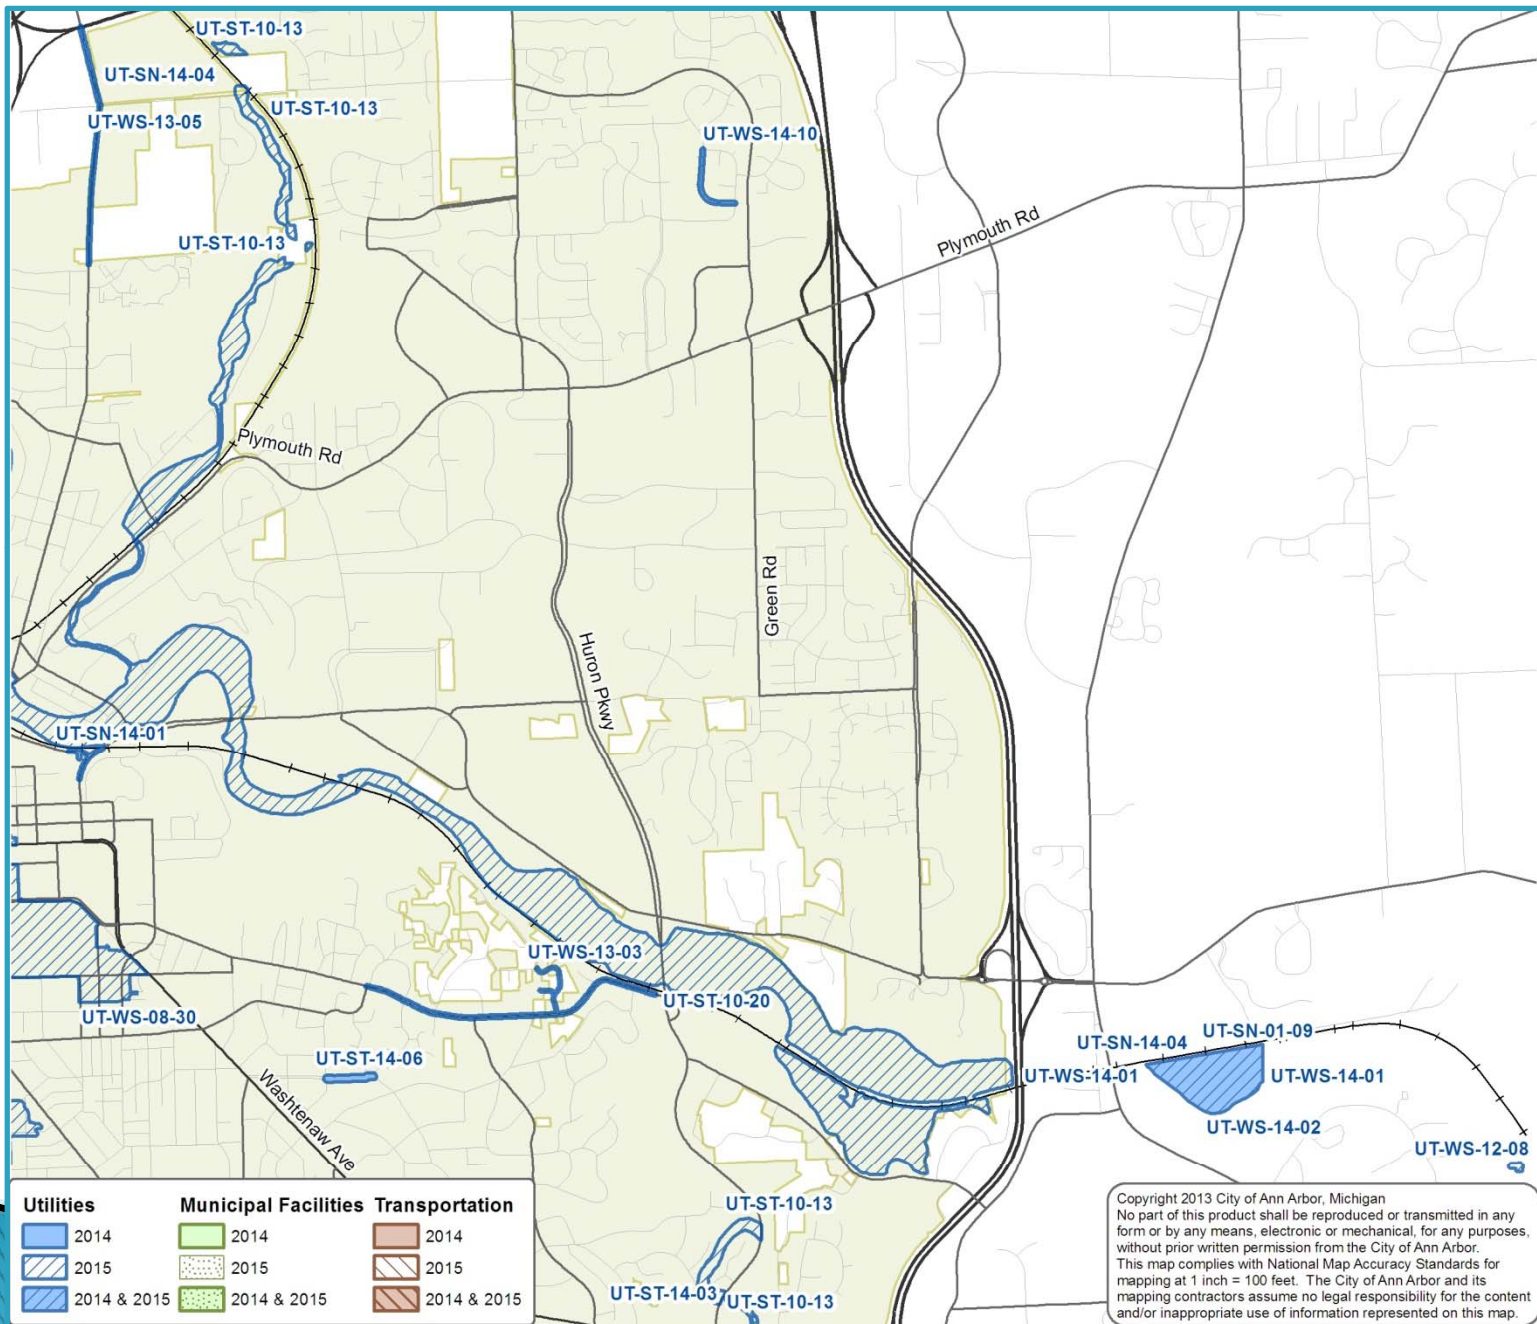 UT-ST-10-13
UT-SN-14-04
UT-ST-10-13
UT-WS-13-05
UT-WS-14-10
Plymouth Rd
UT-ST-10-13
Plymouth Rd
Green Rd
Huron Pkwy
UT-SN-14-01
UT-WS-13-03
UT-ST-10-20
UT-WS-08-30
UT-SN-14-04
UT-SN-01-09
UT-ST-14-06
UT-WS-14-01
UT-WS-14-01
Washtenaw Ave
UT-WS-14-02
UT-WS-12-08
UT-ST-10-13
UT-ST-14-03
UT-ST-10-13
Utilities
2014
2015
2014 & 2015
Municipal Facilities
2014
2015
2014 & 2015
Transportation
2014
2015
2014 & 2015
Copyright 2013 City of Ann Arbor, Michigan
No part of this product shall be reproduced or transmitted in any
form or by any means, electronic or mechanical, for any purposes,
without prior written permission from the City of Ann Arbor.
This map complies with National Map Accuracy Standards for
mapping at 1 inch = 100 feet. The City of Ann Arbor and its
mapping contractors assume no legal responsibility for the content
and/or inappropriate use of information represented on this map.